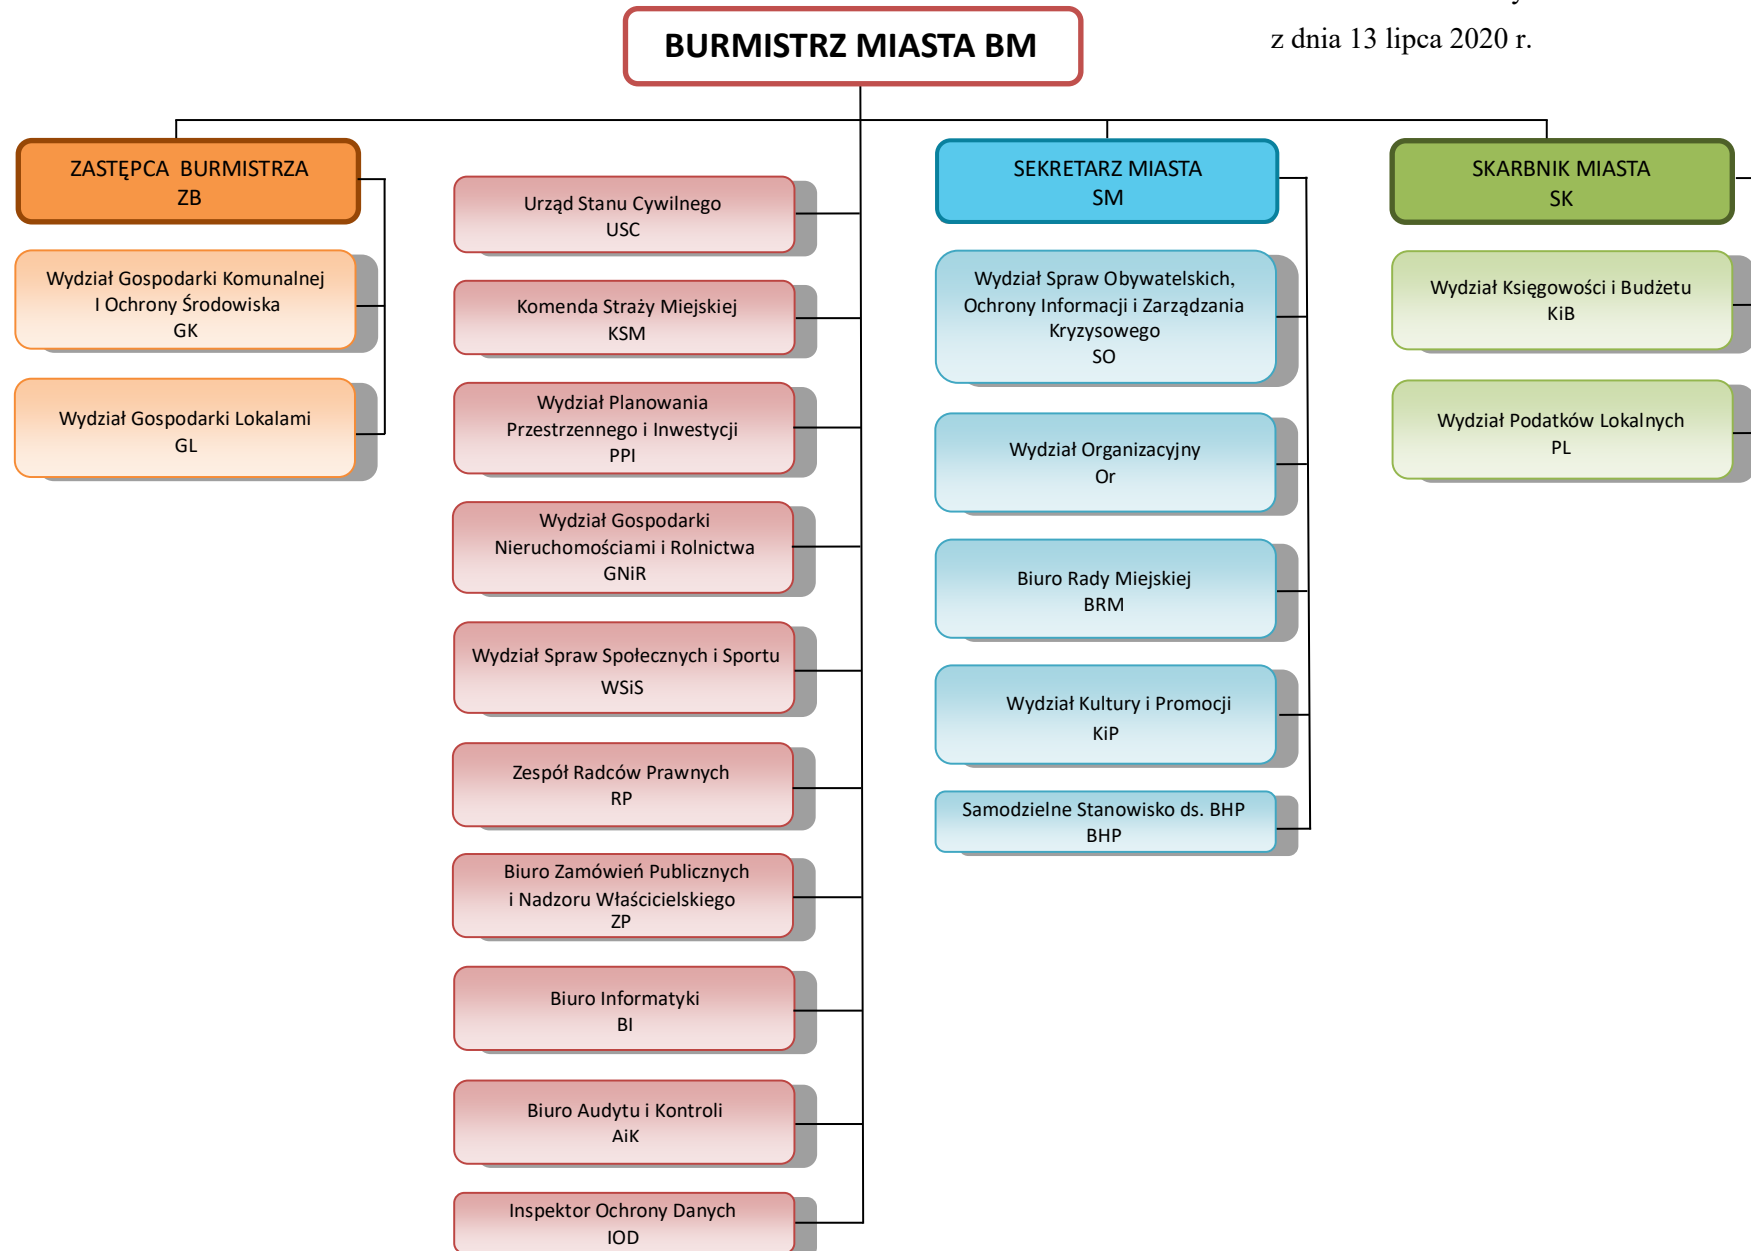 BURMISTRZ MIASTA BM
z dnia 13 lipca 2020 r.
ZASTĘPCA BURMISTRZA
ZB
Wydział Gospodarki Komunalnej
I Ochrony Środowiska
GK
Wydział Gospodarki Lokalami
GL
Urząd Stanu Cywilnego
USC
Komenda Straży Miejskiej
KSM
Wydział Planowania
Przestrzennego i Inwestycji
PPI
Wydział Gospodarki
Nieruchomościami i Rolnictwa
GNiR
Wydział Spraw Społecznych i Sportu
WSiS
Zespół Radców Prawnych
RP
Biuro Zamówień Publicznych
i Nadzoru Właścicielskiego
ZP
Biuro Informatyki
BI
Biuro Audytu i Kontroli
AiK
Inspektor Ochrony Danych
IOD
SEKRETARZ MIASTA
SM
Wydział Spraw Obywatelskich,
Ochrony Informacji i Zarządzania
Kryzysowego
SO
Wydział Organizacyjny
Or
Biuro Rady Miejskiej
BRM
Wydział Kultury i Promocji
KiP
Samodzielne Stanowisko ds. BHP
BHP
SKARBNIK MIASTA
SK
Wydział Księgowości i Budżetu
KiB
Wydział Podatków Lokalnych
PL